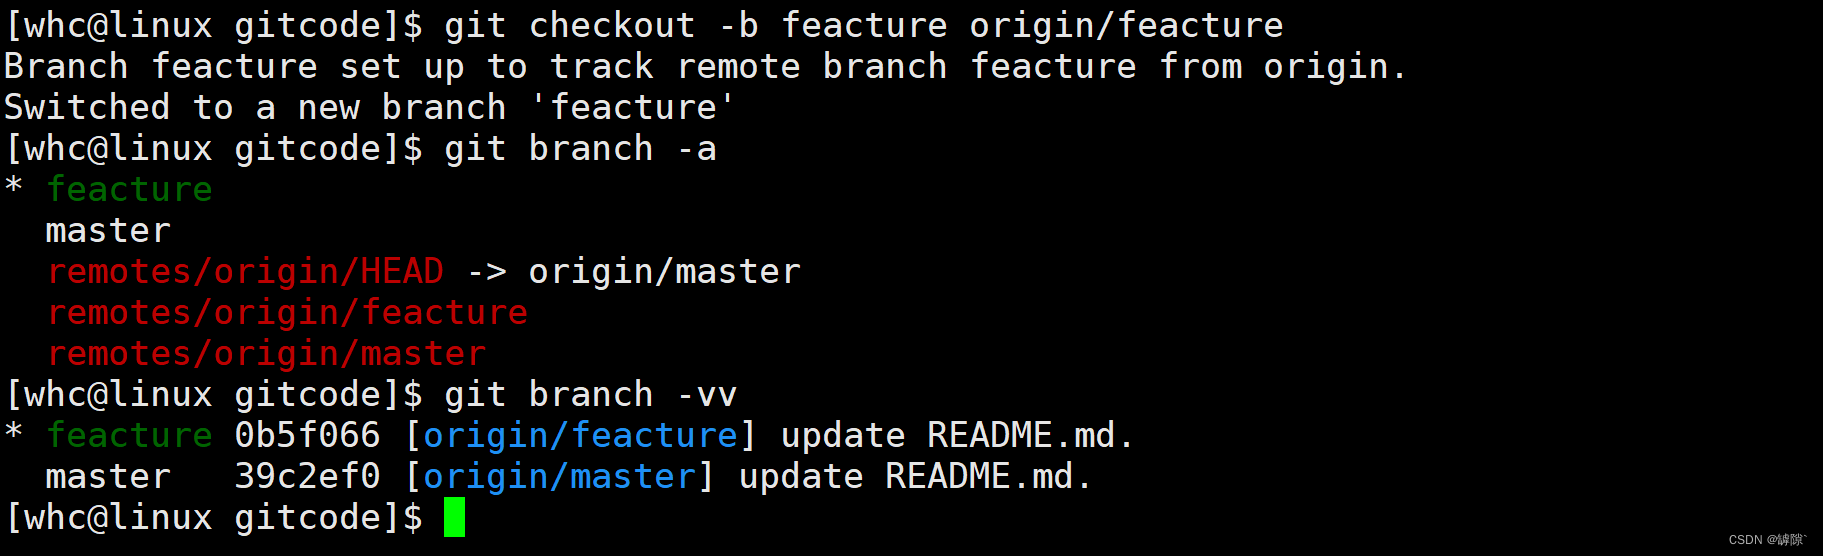 [whc@linux gitcode]$ git checkout -b feacture origin/feacture
Branch feacture set up to track remote branch feacture from origin.
Switched to a new branch 'feacture'
[whc@linux gitcode]$ git branch -a
* feacture
  master
  remotes/origin/HEAD -> origin/master
  remotes/origin/feacture
  remotes/origin/master
[whc@linux gitcode]$ git branch -vv
* feacture 0b5f066 [origin/feacture] update README.md.
  master   39c2ef0 [origin/master] update README.md.
[whc@linux gitcode]$
CSDN @罅隙`